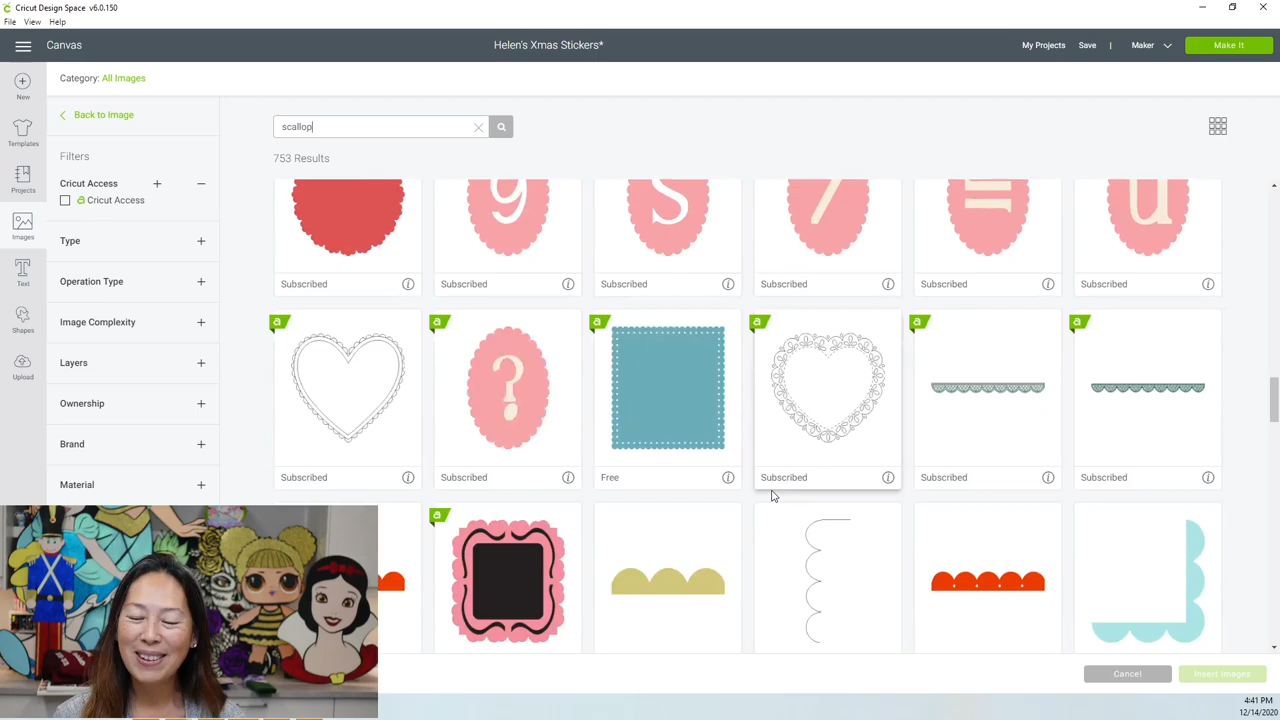 Cricut Design Space v6.0.150
File View Help
Canvas
Helen's Xmas Stickers*
My Projects Save | Maker Make It
New
Templates
Projects
Images
Text
Shapes
Upload
Category: All Images
Back to Image
Filters
Cricut Access + −
a Cricut Access
Type +
Operation Type +
Image Complexity +
Layers +
Ownership +
Brand +
Material +
scallop
753 Results
9 S / = u
Subscribed Subscribed Subscribed Subscribed Subscribed Subscribed
a a a a a a
?
Subscribed Subscribed Free Subscribed Subscribed Subscribed
a
Cancel Insert Images
4:41 PM
12/14/2020